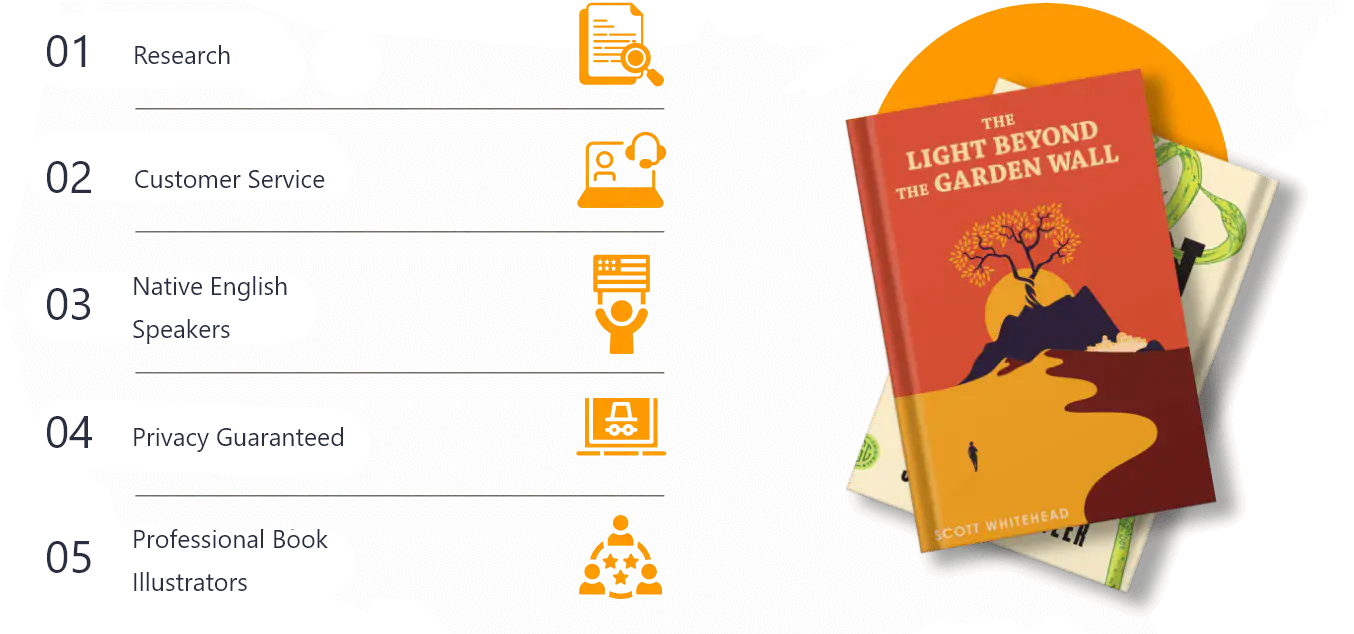 01
Research
02
Customer Service
03
Native English
Speakers
04
Privacy Guaranteed
05
Professional Book
Illustrators
THE
LIGHT BEYOND
THE GARDEN WALL
SCOTT WHITEHEAD